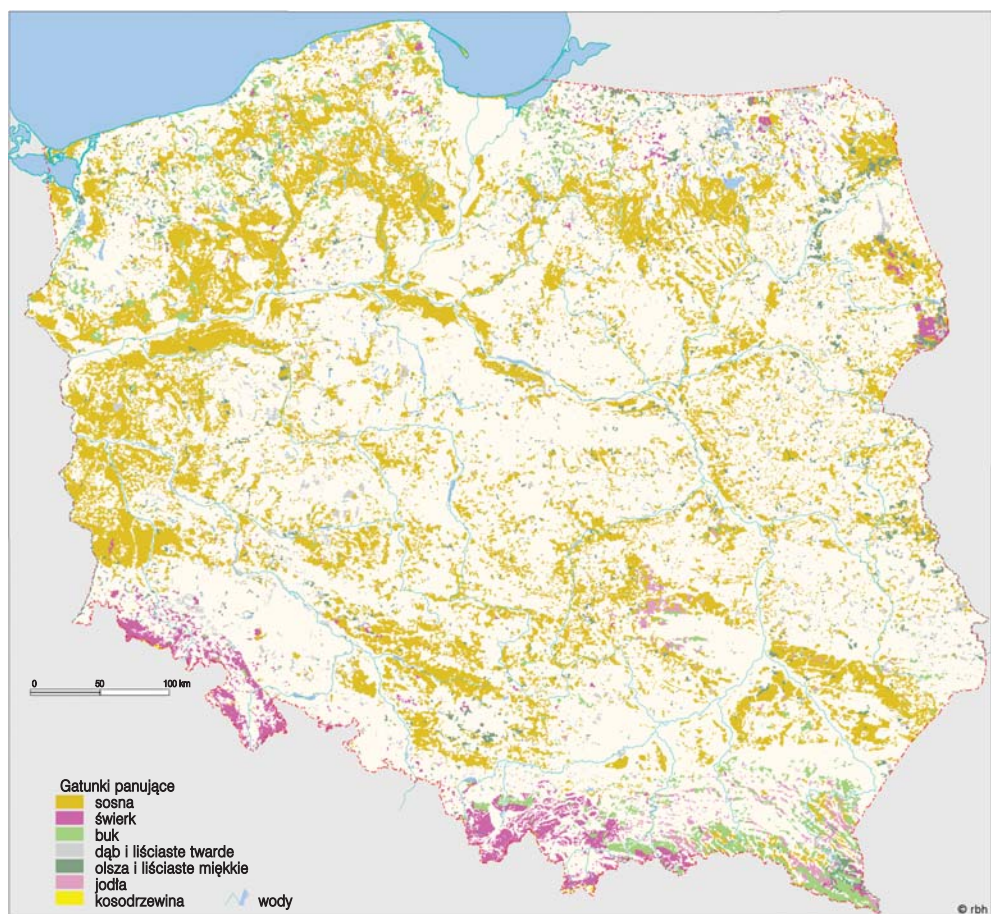 0 50 100 km
Gatunki panujące
sosna
świerk
buk
dąb i liściaste twarde
olsza i liściaste miękkie
jodła
kosodrzewina wody
© rbh